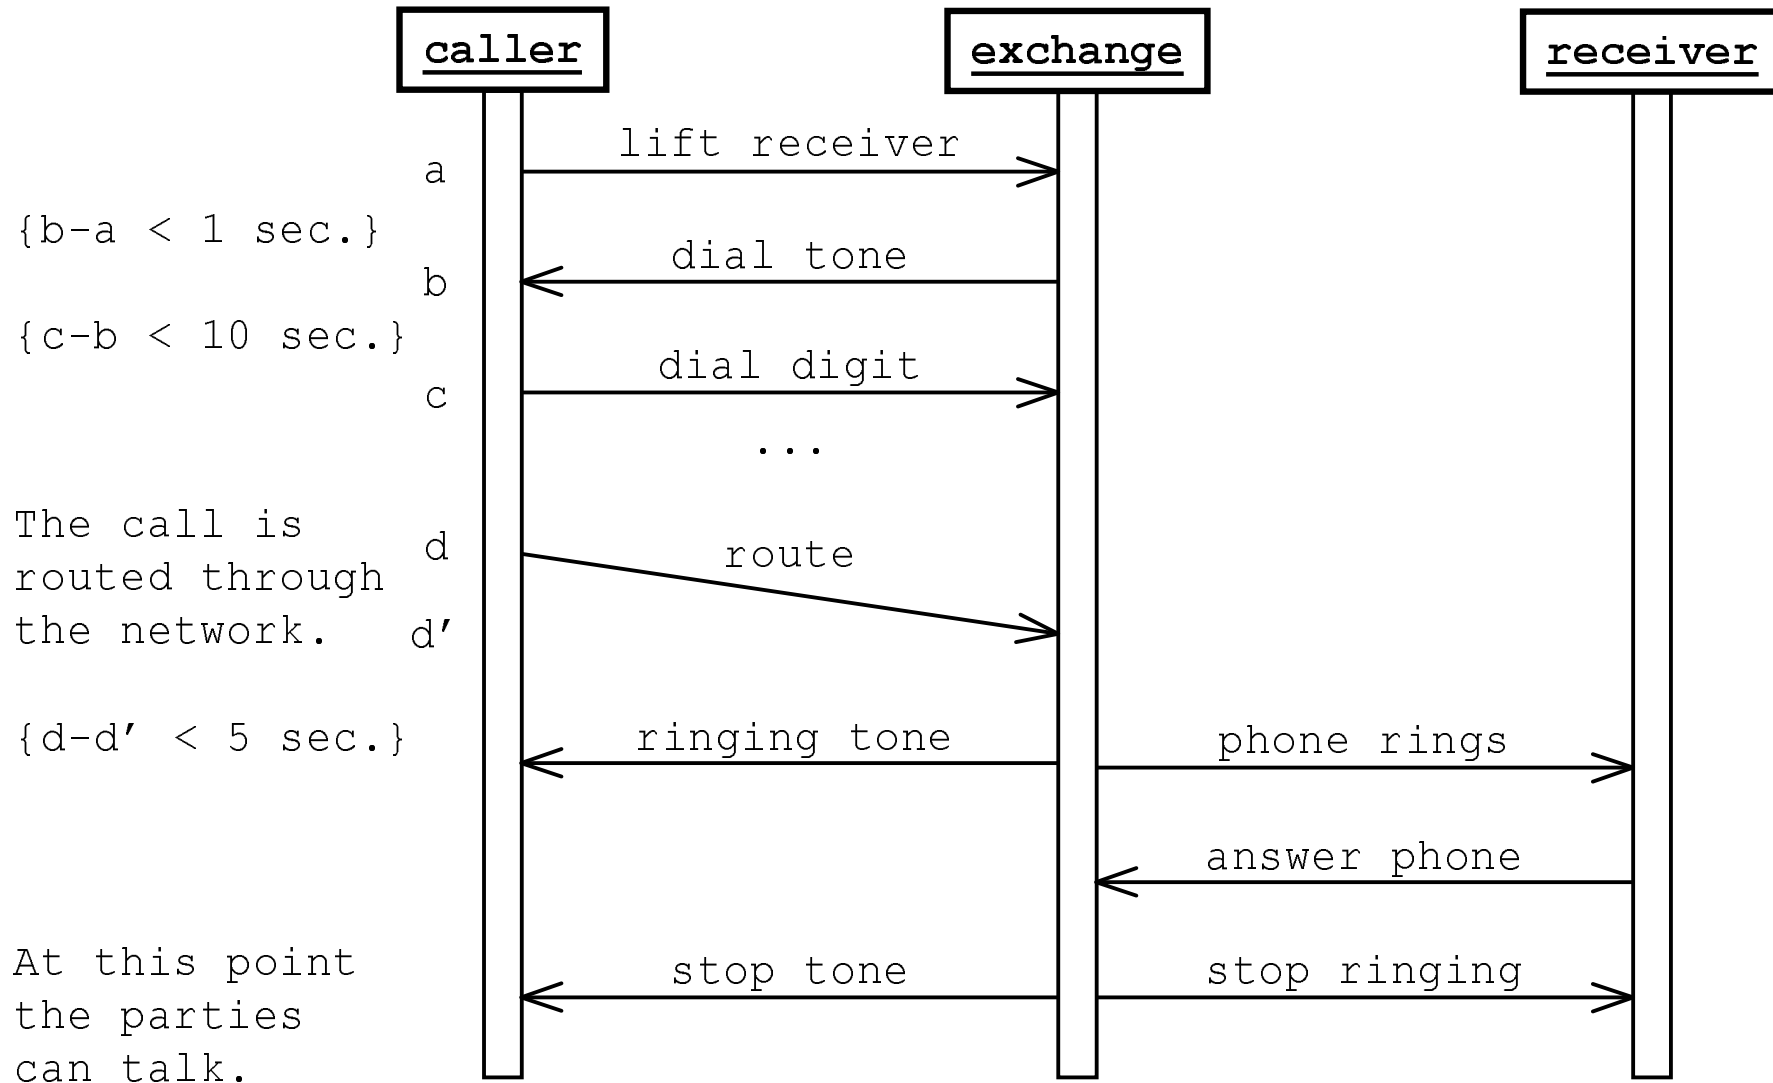 caller
exchange
receiver
lift receiver
a
{b-a < 1 sec.}
dial tone
b
{c-b < 10 sec.}
dial digit
c
...
The call is
routed through
the network.
d
route
d'
{d-d' < 5 sec.}
ringing tone
phone rings
answer phone
At this point
the parties
can talk.
stop tone
stop ringing